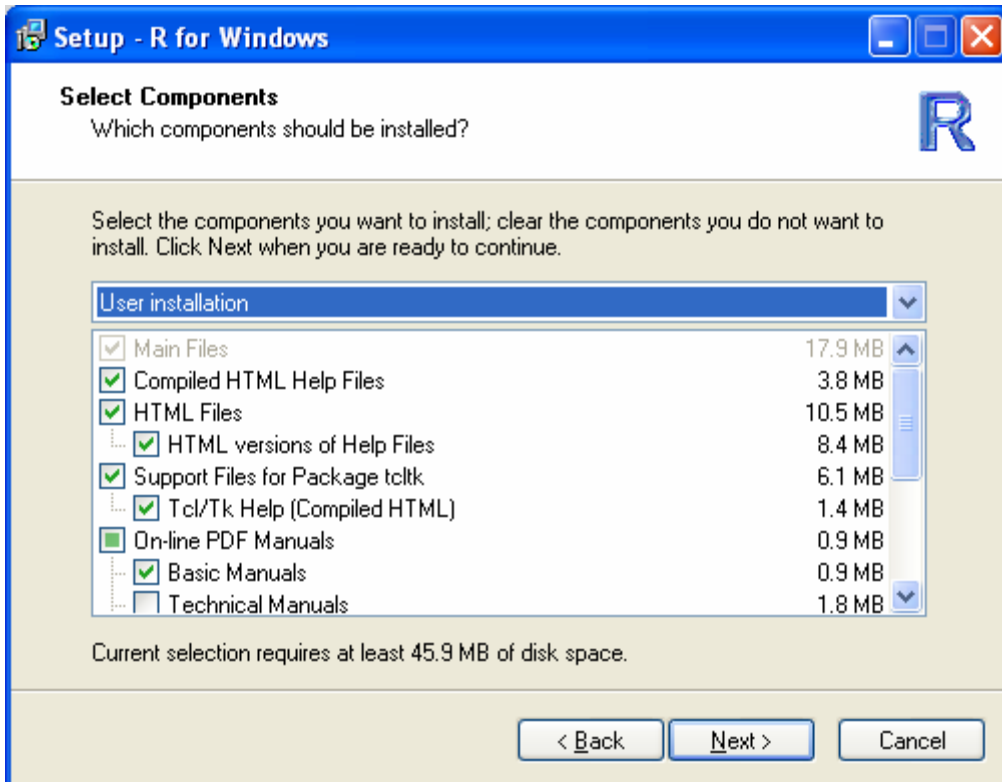 Setup - R for Windows
Select Components
Which components should be installed?
R
Select the components you want to install; clear the components you do not want to
install. Click Next when you are ready to continue.
User installation
Main Files 17.9 MB
Compiled HTML Help Files 3.8 MB
HTML Files 10.5 MB
HTML versions of Help Files 8.4 MB
Support Files for Package tcltk 6.1 MB
Tcl/Tk Help (Compiled HTML) 1.4 MB
On-line PDF Manuals 0.9 MB
Basic Manuals 0.9 MB
Technical Manuals 1.8 MB
Current selection requires at least 45.9 MB of disk space.
< Back Next > Cancel